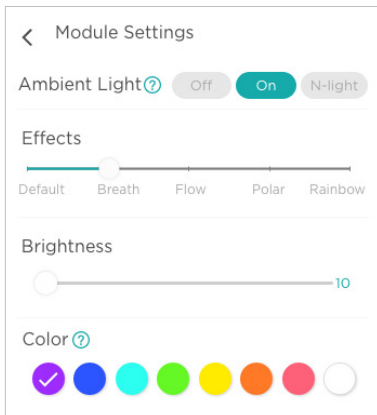 Module Settings
Ambient Light ? Off On N-light
Effects
Default Breath Flow Polar Rainbow
Brightness
10
Color ?